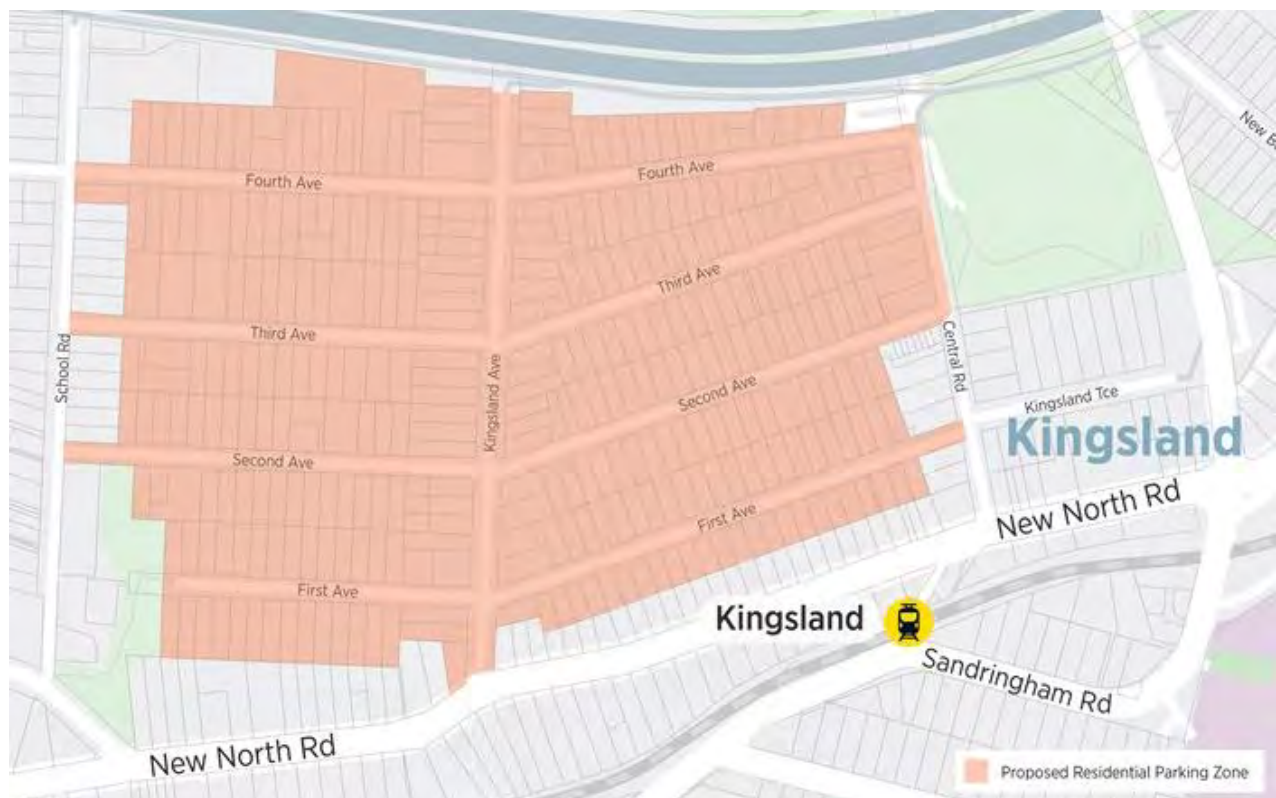 New B
Fourth Ave
Fourth Ave
Third Ave
Third Ave
School Rd
Kingsland Ave
Central Rd
Second Ave
Kingsland Tce
Kingsland
Second Ave
New North Rd
First Ave
First Ave
Kingsland
Sandringham Rd
New North Rd
Proposed Residential Parking Zone